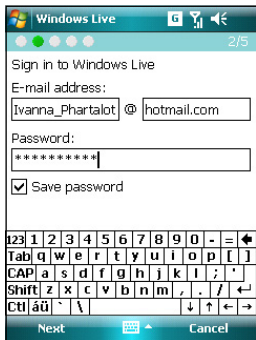 Windows Live G
2/5
Sign in to Windows Live
E-mail address:
Ivanna_Phartalot @ hotmail.com
Password:
**********
Save password
123 1 2 3 4 5 6 7 8 9 0 - =
Tab q w e r t y u i o p [ ]
CAP a s d f g h j k l ; '
Shift z x c v b n m , . /
Ctl áü ` \ ↓ ↑ ← →
Next Cancel